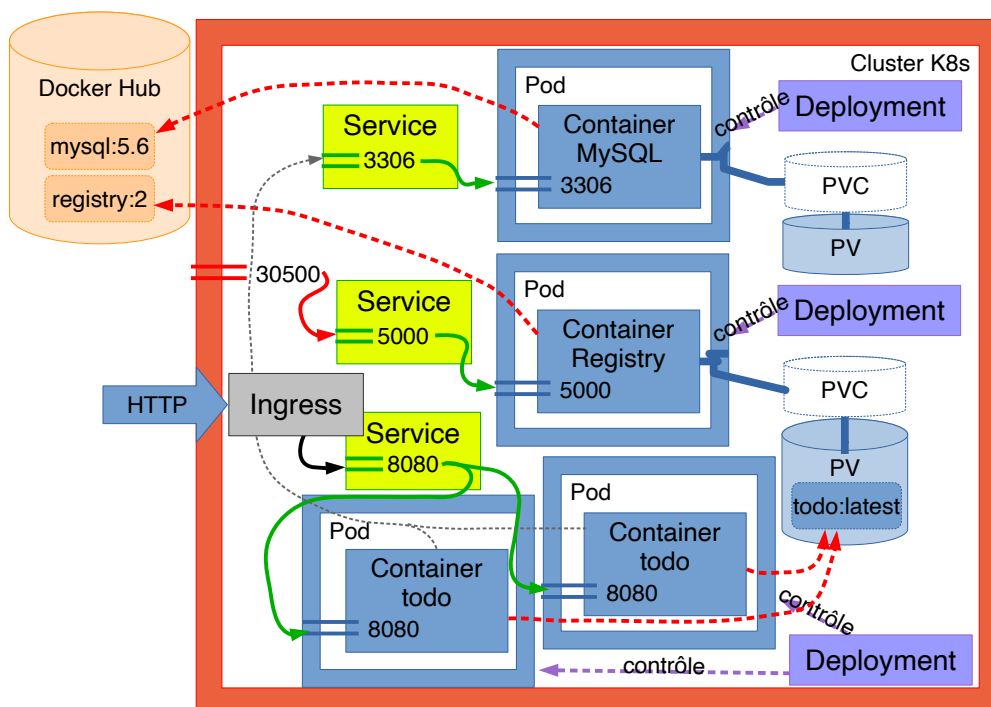 Cluster K8s
Docker Hub
mysql:5.6
registry:2
Pod
Container
MySQL
3306
Service
3306
contrôle
Deployment
PVC
PV
30500
Service
5000
Pod
Container
Registry
5000
contrôle
Deployment
PVC
PV
todo:latest
HTTP
Ingress
Service
8080
Pod
Container
todo
8080
Pod
Container
todo
8080
contrôle
contrôle
Deployment